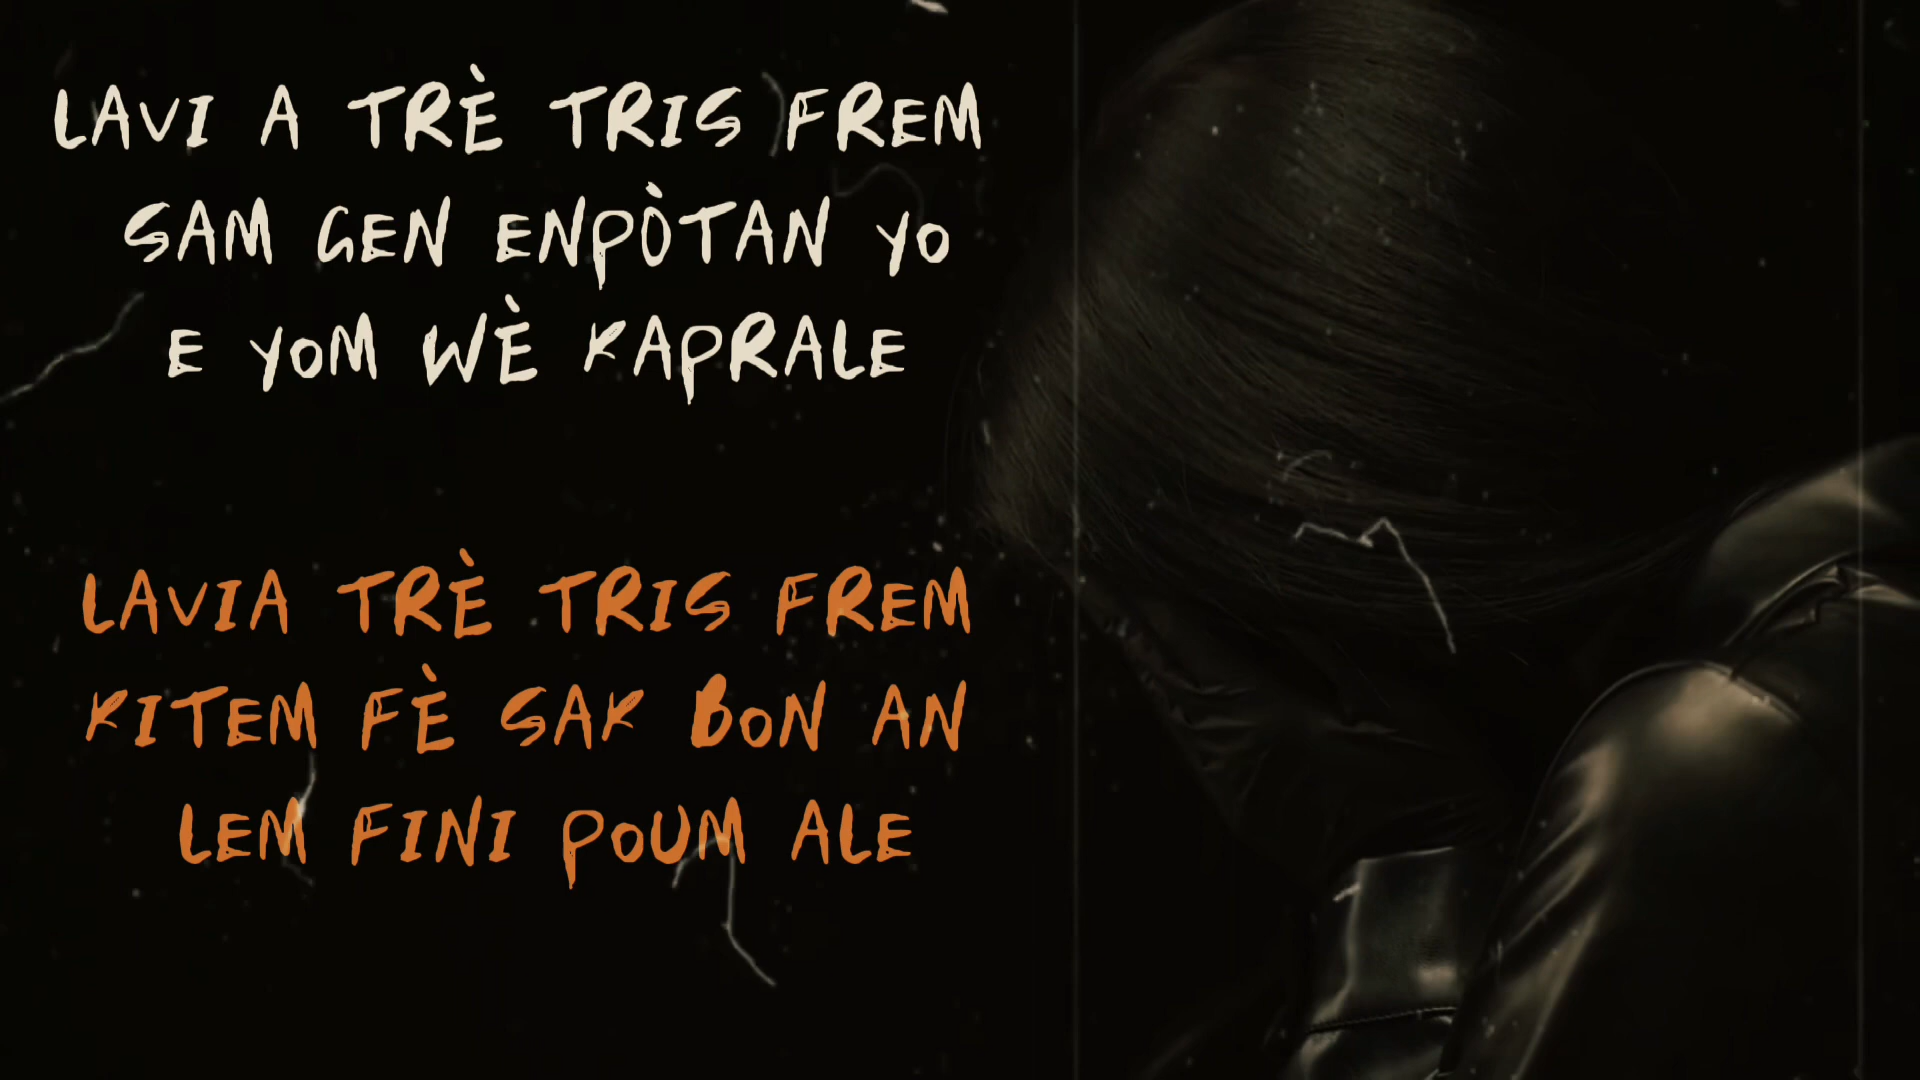 LAVI A TRÈ TRIS FREM
SAM GEN ENPÒTAN YO
E YOM WÈ KAPRALE
LAVIA TRÈ TRIS FREM
KITEM FÈ SAK BON AN
LEM FINI POUM ALE